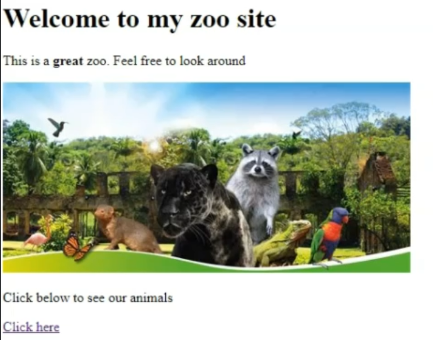 Welcome to my zoo site
This is a great zoo. Feel free to look around
Click below to see our animals
Click here